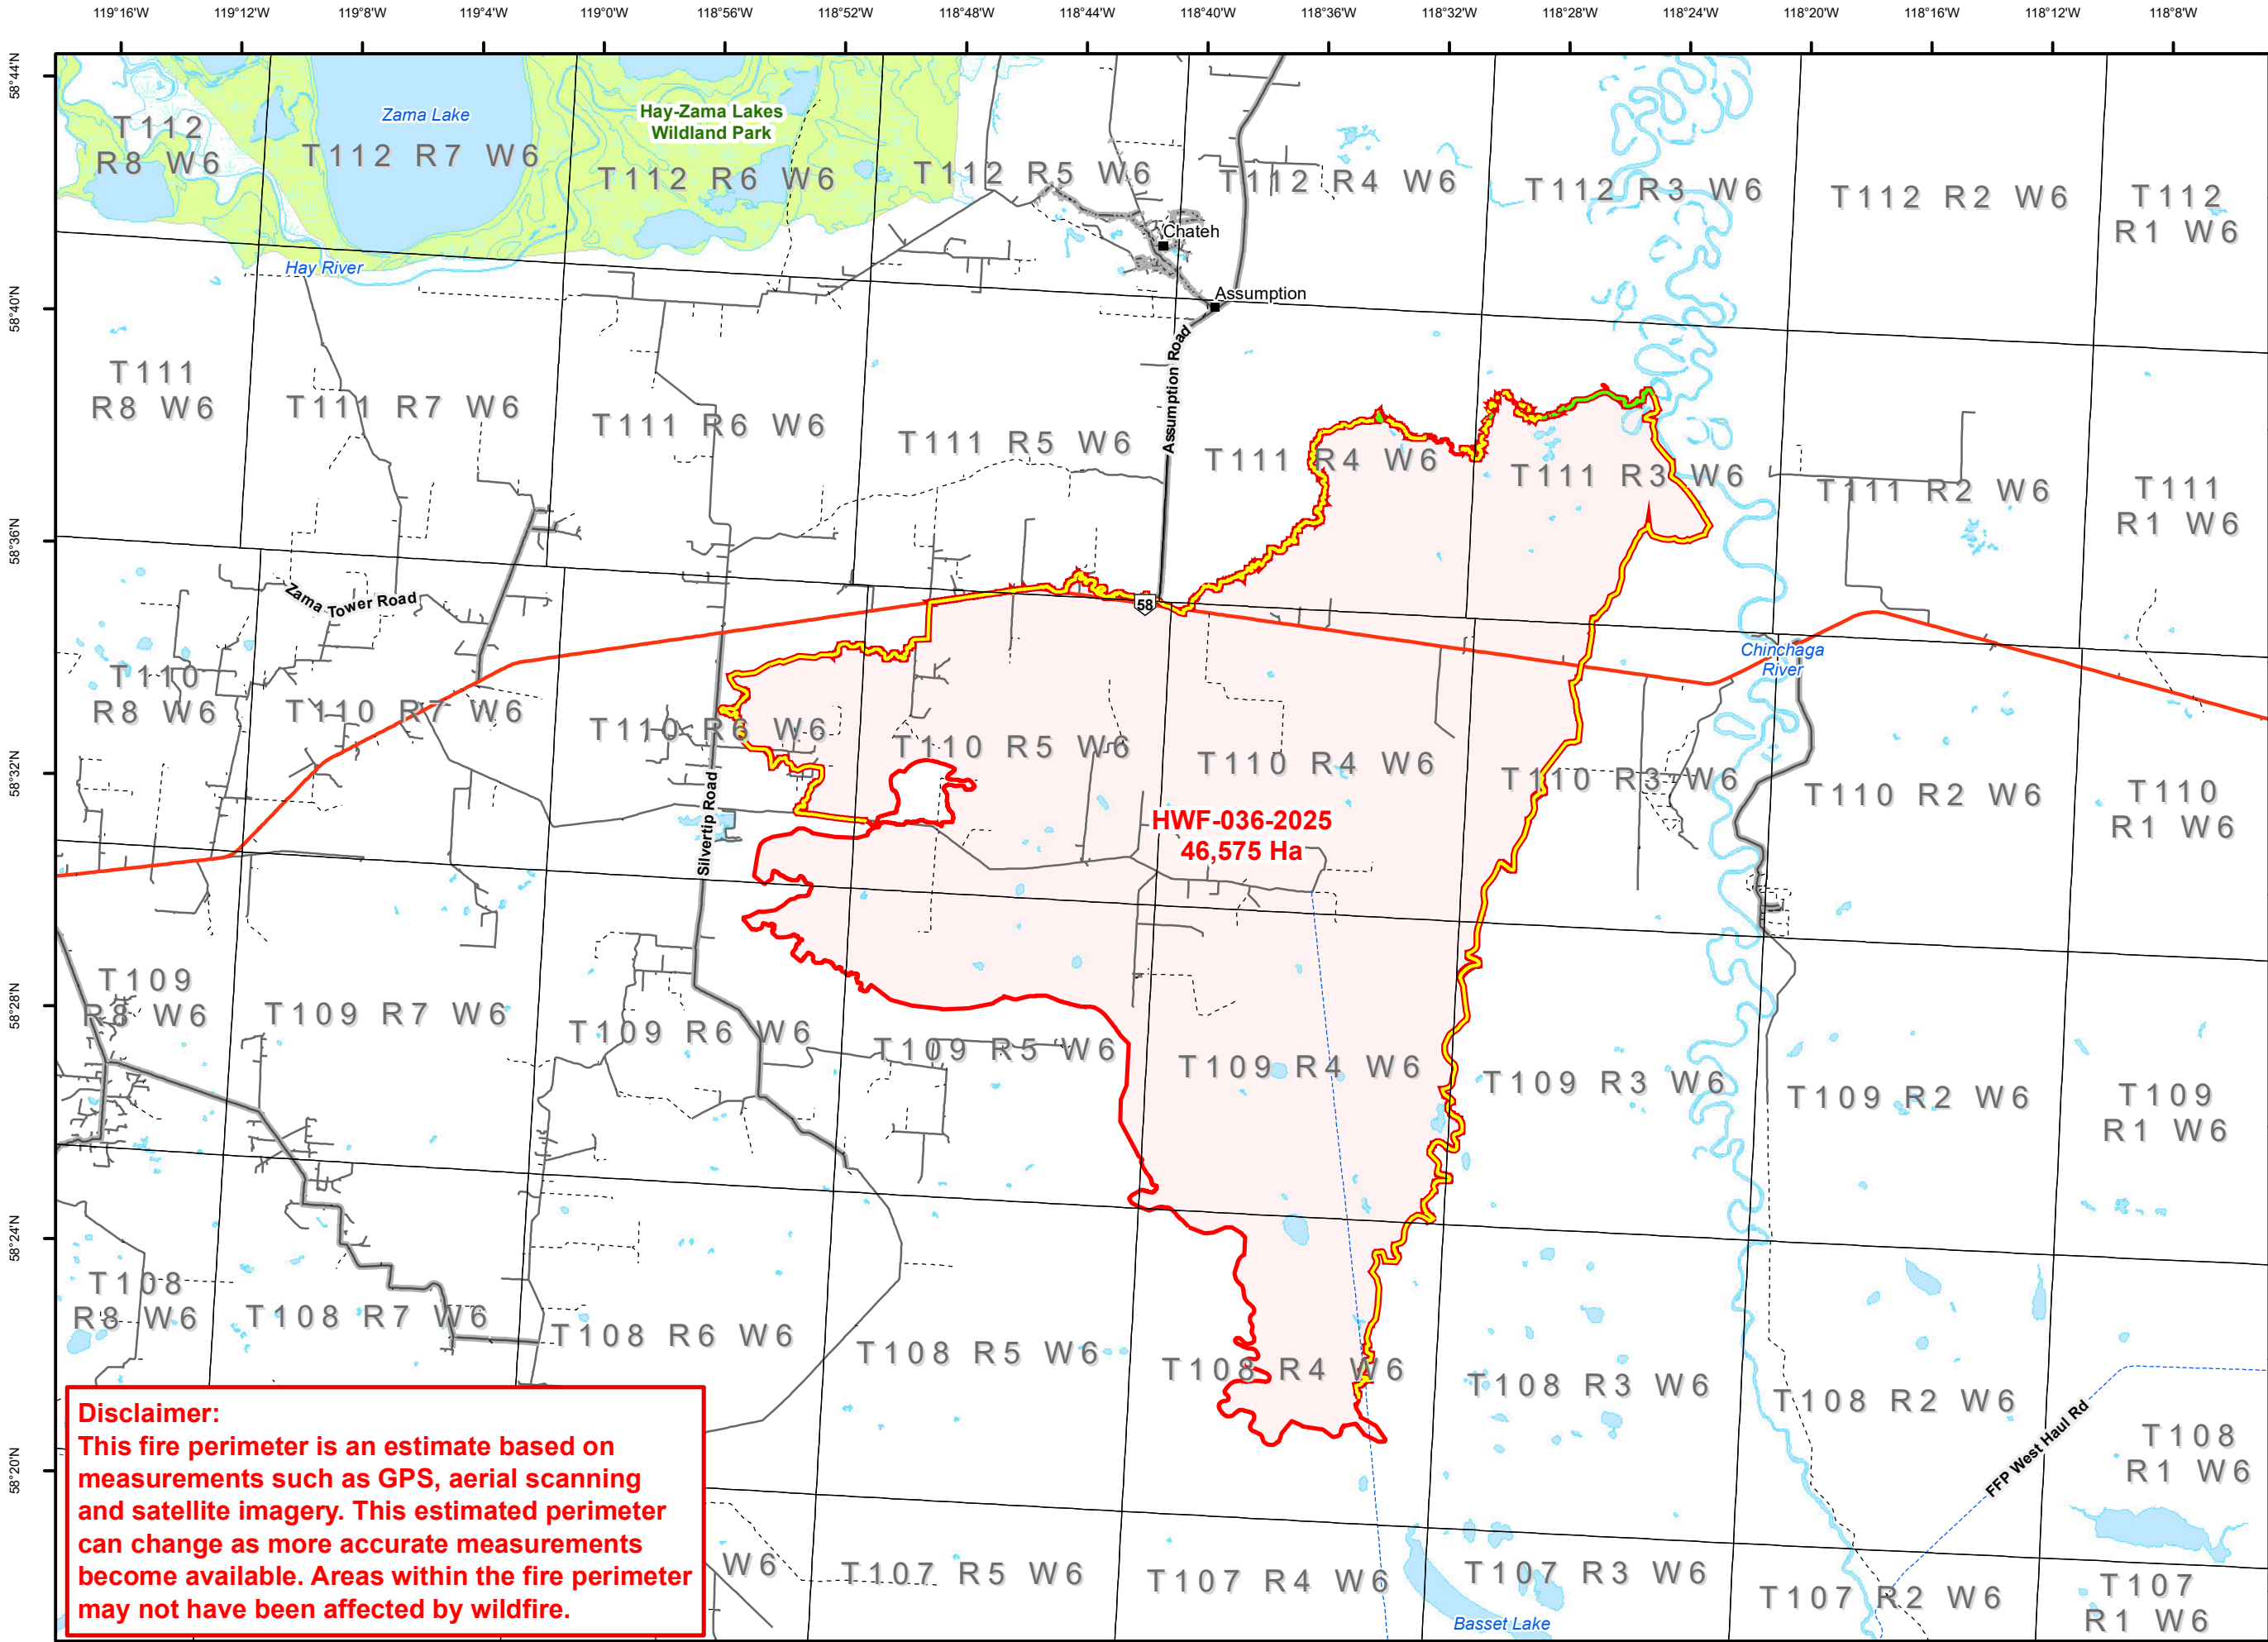 119°16'W 119°12'W 119°8'W 119°4'W 119°0'W 118°56'W 118°52'W 118°48'W 118°44'W 118°40'W 118°36'W 118°32'W 118°28'W 118°24'W 118°20'W 118°16'W 118°12'W 118°8'W
58°44'N
58°40'N
58°36'N
58°32'N
58°28'N
58°24'N
58°20'N
Zama Lake
Hay-Zama Lakes
Wildland Park
T112
R8 W6
T112 R7 W6
T112 R6 W6
T112 R5 W6
T112 R4 W6
T112 R3 W6
T112 R2 W6
T112
R1 W6
Chateh
Hay River
Assumption
Assumption Road
T111
R8 W6
T111 R7 W6
T111 R6 W6
T111 R5 W6
T111 R4 W6
T111 R3 W6
T111 R2 W6
T111
R1 W6
Zama Tower Road
58
Chinchaga
River
T110
R8 W6
T110 R7 W6
T110 R6 W6
T110 R5 W6
T110 R4 W6
T110 R3 W6
T110 R2 W6
T110
R1 W6
Silvertip Road
HWF-036-2025
46,575 Ha
T109
R8 W6
T109 R7 W6
T109 R6 W6
T109 R5 W6
T109 R4 W6
T109 R3 W6
T109 R2 W6
T109
R1 W6
T108
R8 W6
T108 R7 W6
T108 R6 W6
T108 R5 W6
T108 R4 W6
T108 R3 W6
T108 R2 W6
T108
R1 W6
FFP West Haul Rd
Disclaimer:
This fire perimeter is an estimate based on
measurements such as GPS, aerial scanning
and satellite imagery. This estimated perimeter
can change as more accurate measurements
become available. Areas within the fire perimeter
may not have been affected by wildfire.
W6
T107 R5 W6
T107 R4 W6
T107 R3 W6
T107 R2 W6
T107
R1 W6
Basset Lake